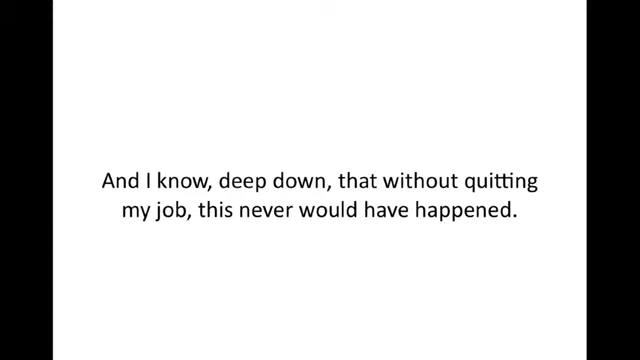 And I know, deep down, that without quitting
my job, this never would have happened.